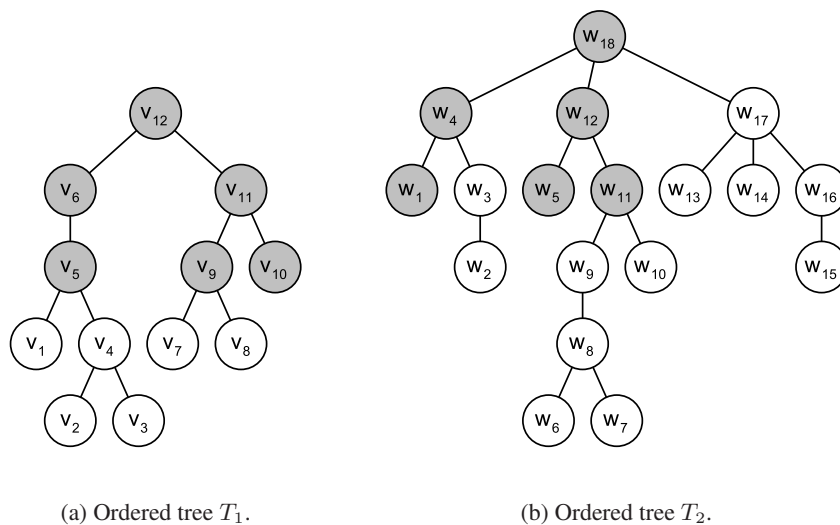 w₁₈
v₁₂ w₄ w₁₂ w₁₇
v₆ v₁₁ w₁ w₃ w₅ w₁₁ w₁₃ w₁₄ w₁₆
v₅ v₉ v₁₀ w₂ w₉ w₁₀ w₁₅
v₁ v₄ v₇ v₈ w₈
v₂ v₃ w₆ w₇
(a) Ordered tree T₁. (b) Ordered tree T₂.